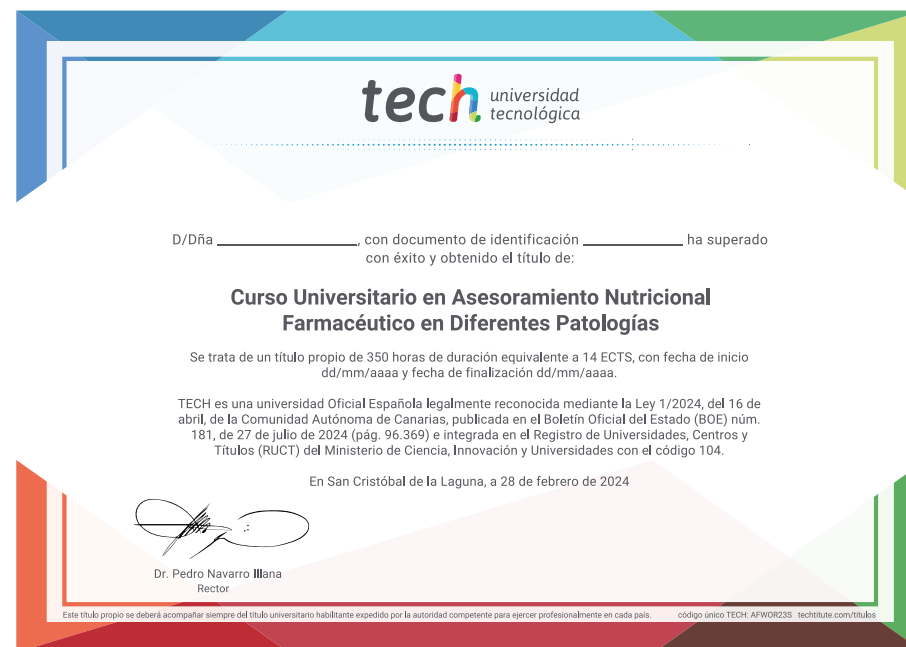 tech universidad
tecnológica
D/Dña ____________, con documento de identificación ____________ ha superado
con éxito y obtenido el título de:
Curso Universitario en Asesoramiento Nutricional
Farmacéutico en Diferentes Patologías
Se trata de un título propio de 350 horas de duración equivalente a 14 ECTS, con fecha de inicio
dd/mm/aaaa y fecha de finalización dd/mm/aaaa.
TECH es una universidad Oficial Española legalmente reconocida mediante la Ley 1/2024, del 16 de
abril, de la Comunidad Autónoma de Canarias, publicada en el Boletín Oficial del Estado (BOE) núm.
181, de 27 de julio de 2024 (pág. 96.369) e integrada en el Registro de Universidades, Centros y
Títulos (RUCT) del Ministerio de Ciencia, Innovación y Universidades con el código 104.
En San Cristóbal de la Laguna, a 28 de febrero de 2024
Dr. Pedro Navarro Illana
Rector
Este título propio se deberá acompañar siempre del título universitario habilitante expedido por la autoridad competente para ejercer profesionalmente en cada país. código único TECH: AFWOR23S techtitute.com/titulos